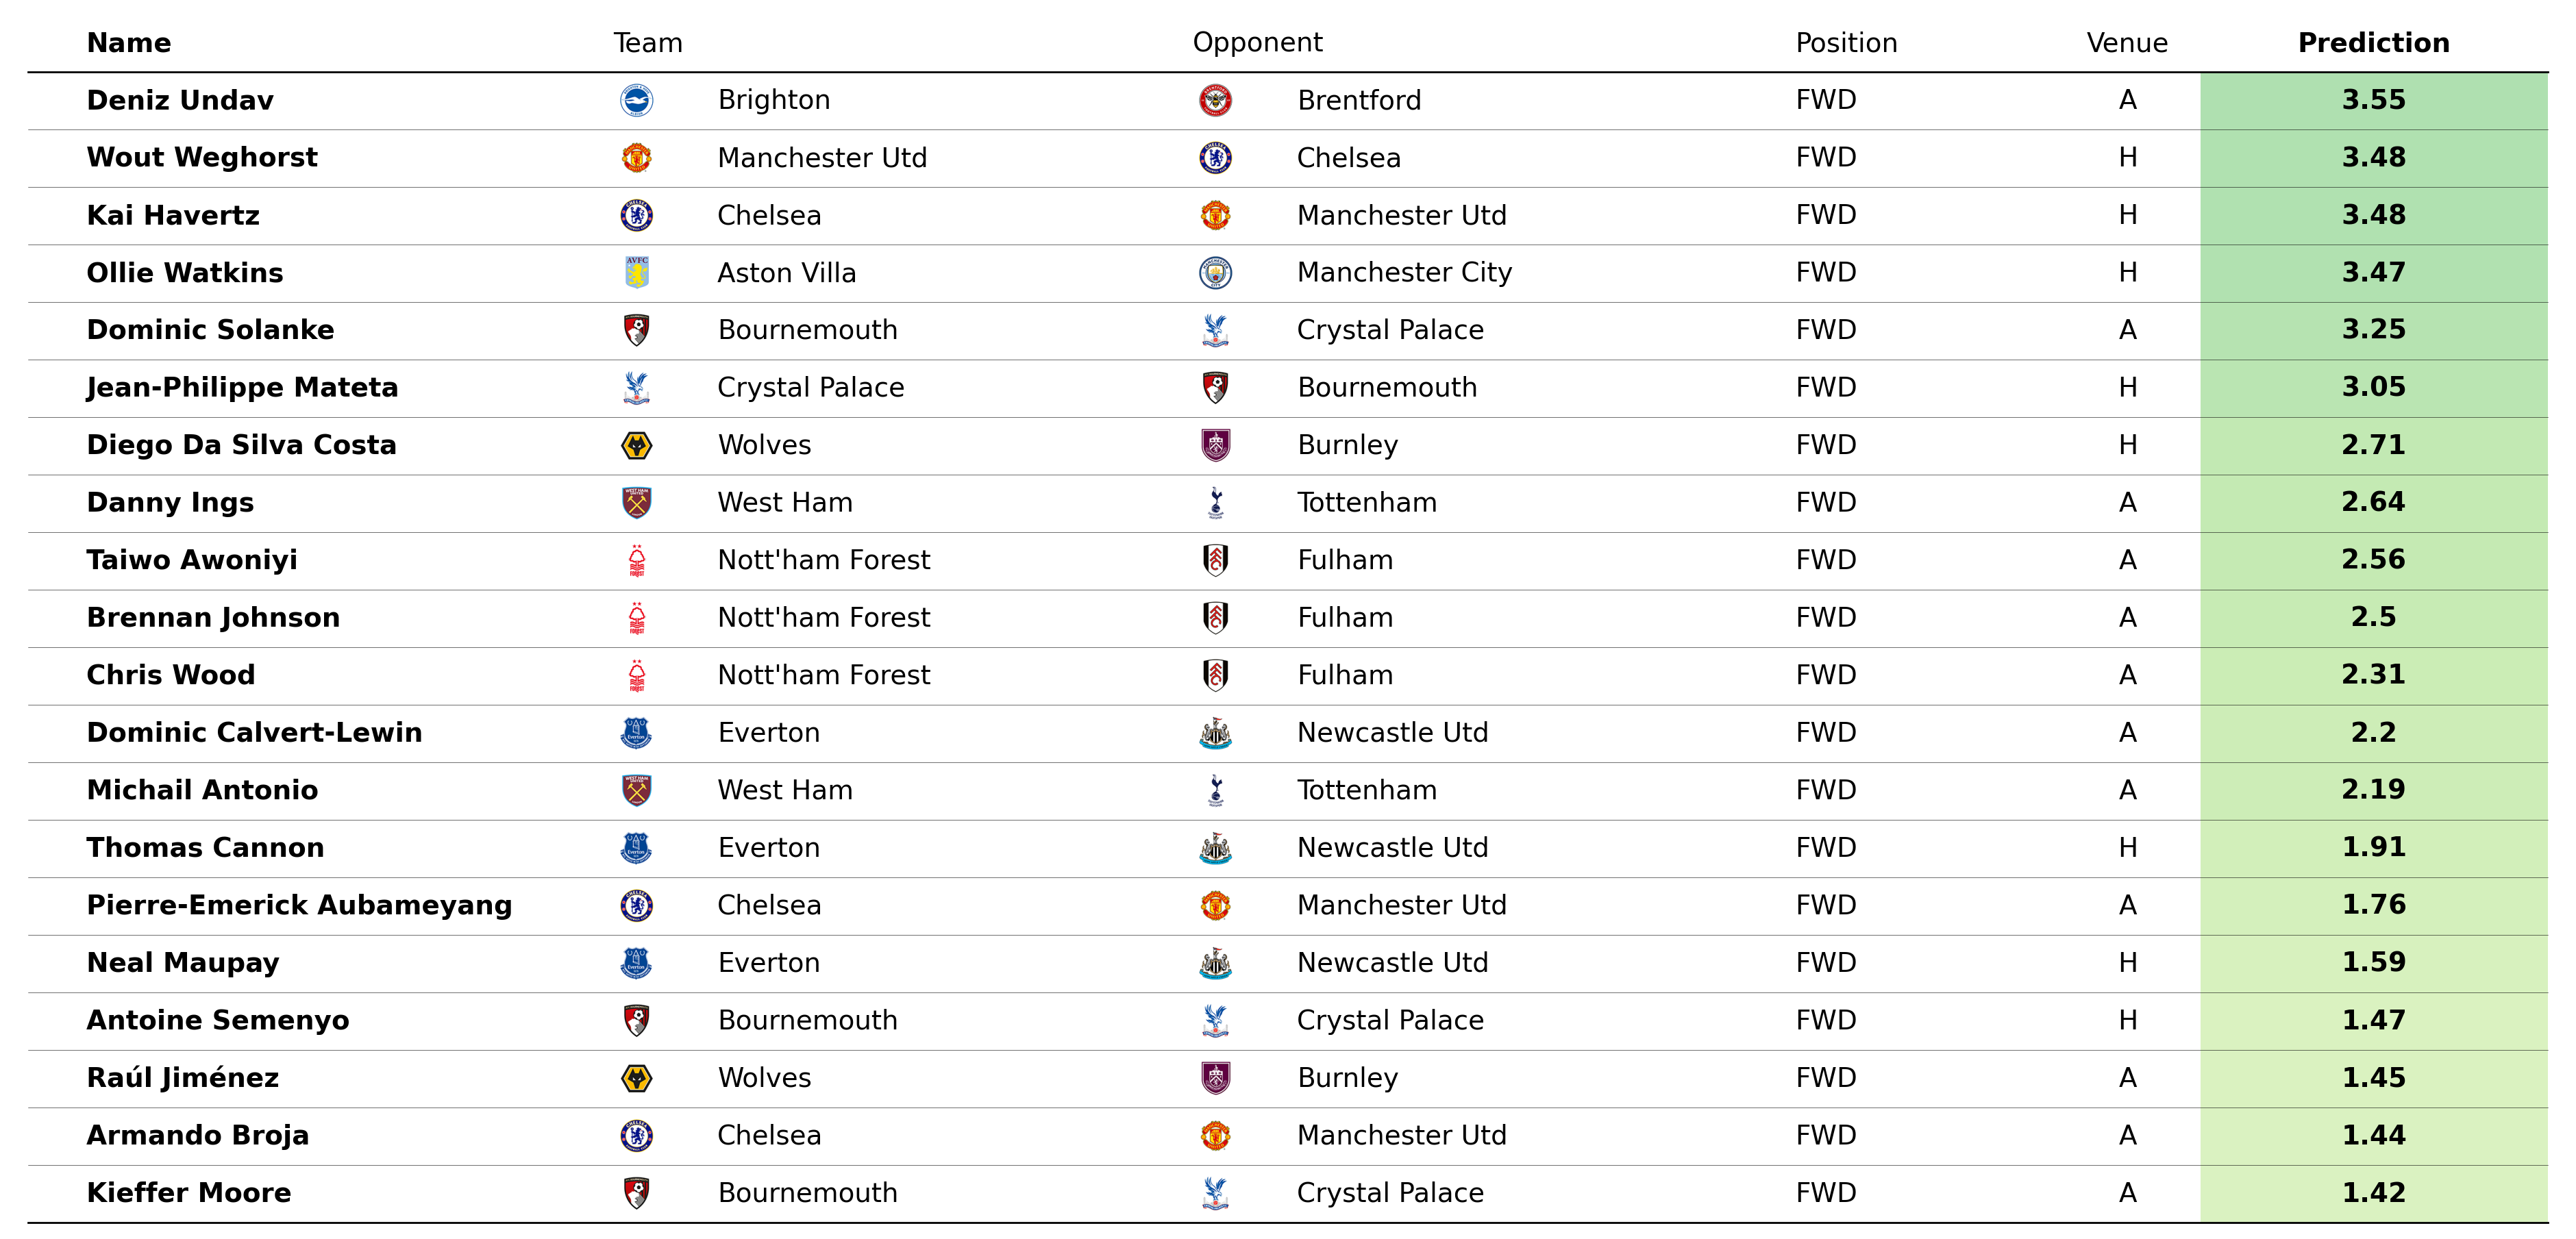 Name Team Opponent Position Venue Prediction
Deniz Undav Brighton Brentford FWD A 3.55
Wout Weghorst Manchester Utd Chelsea FWD H 3.48
Kai Havertz Chelsea Manchester Utd FWD H 3.48
Ollie Watkins Aston Villa Manchester City FWD H 3.47
Dominic Solanke Bournemouth Crystal Palace FWD A 3.25
Jean-Philippe Mateta Crystal Palace Bournemouth FWD H 3.05
Diego Da Silva Costa Wolves Burnley FWD H 2.71
Danny Ings West Ham Tottenham FWD A 2.64
Taiwo Awoniyi Nott'ham Forest Fulham FWD A 2.56
Brennan Johnson Nott'ham Forest Fulham FWD A 2.5
Chris Wood Nott'ham Forest Fulham FWD A 2.31
Dominic Calvert-Lewin Everton Newcastle Utd FWD A 2.2
Michail Antonio West Ham Tottenham FWD A 2.19
Thomas Cannon Everton Newcastle Utd FWD H 1.91
Pierre-Emerick Aubameyang Chelsea Manchester Utd FWD A 1.76
Neal Maupay Everton Newcastle Utd FWD H 1.59
Antoine Semenyo Bournemouth Crystal Palace FWD H 1.47
Raúl Jiménez Wolves Burnley FWD A 1.45
Armando Broja Chelsea Manchester Utd FWD A 1.44
Kieffer Moore Bournemouth Crystal Palace FWD A 1.42